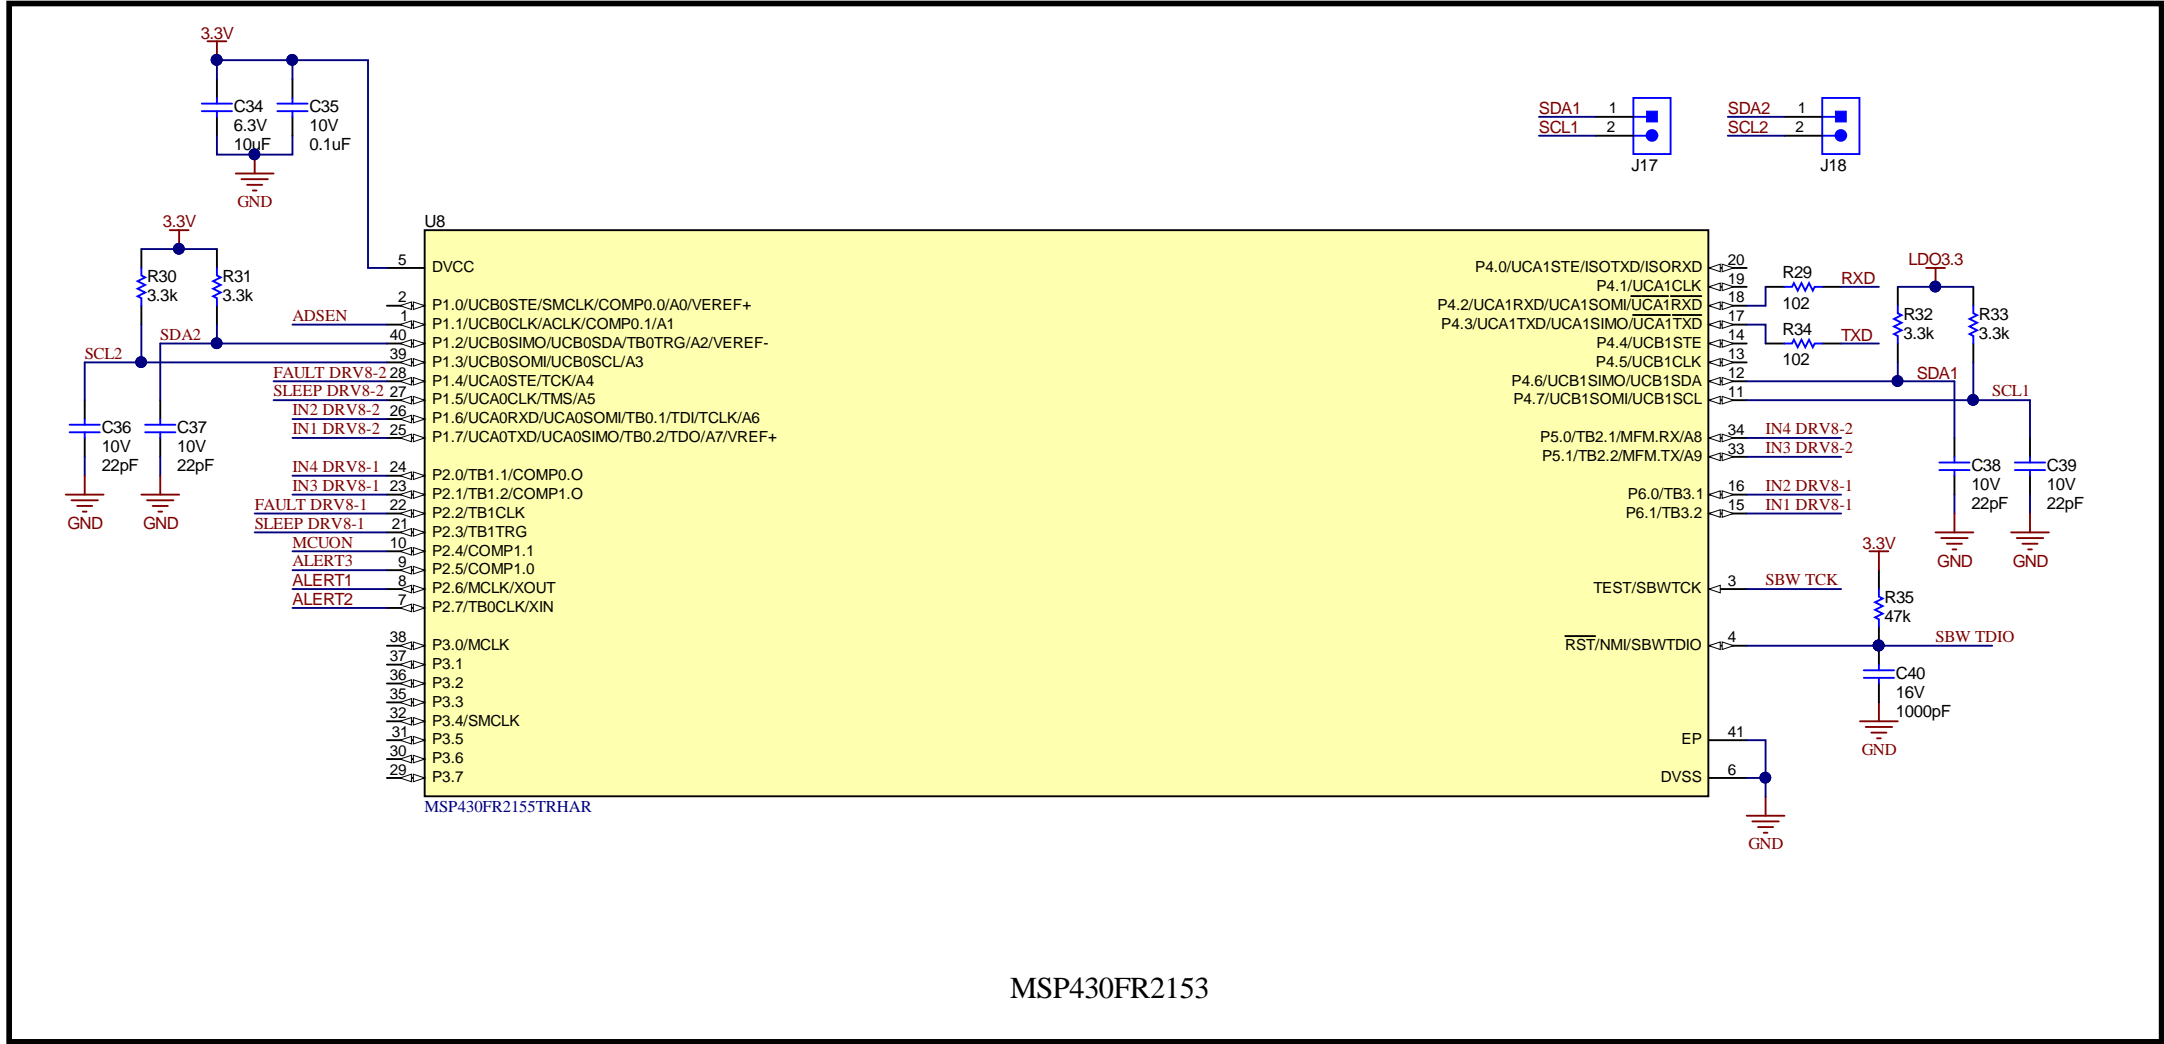 3.3V
C34
6.3V
10uF
C35
10V
0.1uF
GND
SDA1 1
SCL1 2
J17
SDA2 1
SCL2 2
J18
3.3V
R30
3.3k
R31
3.3k
SDA2
SCL2
C36
10V
22pF
GND
C37
10V
22pF
GND
U8
5 DVCC
2 P1.0/UCB0STE/SMCLK/COMP0.0/A0/VEREF+
ADSEN 1 P1.1/UCB0CLK/ACLK/COMP0.1/A1
40 P1.2/UCB0SIMO/UCB0SDA/TB0TRG/A2/VEREF-
39 P1.3/UCB0SOMI/UCB0SCL/A3
FAULT DRV8-2 28 P1.4/UCA0STE/TCK/A4
SLEEP DRV8-2 27 P1.5/UCA0CLK/TMS/A5
IN2 DRV8-2 26 P1.6/UCA0RXD/UCA0SOMI/TB0.1/TDI/TCLK/A6
IN1 DRV8-2 25 P1.7/UCA0TXD/UCA0SIMO/TB0.2/TDO/A7/VREF+
IN4 DRV8-1 24 P2.0/TB1.1/COMP0.O
IN3 DRV8-1 23 P2.1/TB1.2/COMP1.O
FAULT DRV8-1 22 P2.2/TB1CLK
SLEEP DRV8-1 21 P2.3/TB1TRG
MCUON 10 P2.4/COMP1.1
ALERT3 9 P2.5/COMP1.0
ALERT1 8 P2.6/MCLK/XOUT
ALERT2 7 P2.7/TB0CLK/XIN
38 P3.0/MCLK
37 P3.1
36 P3.2
35 P3.3
32 P3.4/SMCLK
31 P3.5
30 P3.6
29 P3.7
MSP430FR2155TRHAR
P4.0/UCA1STE/ISOTXD/ISORXD 20
P4.1/UCA1CLK 19
P4.2/UCA1RXD/UCA1SOMI/UCA1RXD 18
P4.3/UCA1TXD/UCA1SIMO/UCA1TXD 17
P4.4/UCB1STE 14
P4.5/UCB1CLK 13
P4.6/UCB1SIMO/UCB1SDA 12
P4.7/UCB1SOMI/UCB1SCL 11
P5.0/TB2.1/MFM.RX/A8 34 IN4 DRV8-2
P5.1/TB2.2/MFM.TX/A9 33 IN3 DRV8-2
P6.0/TB3.1 16 IN2 DRV8-1
P6.1/TB3.2 15 IN1 DRV8-1
TEST/SBWTCK 3 SBW TCK
RST/NMI/SBWTDIO 4 SBW TDIO
EP 41
DVSS 6
GND
R29
102
RXD
R34
102
TXD
LDO3.3
R32
3.3k
R33
3.3k
SDA1
SCL1
C38
10V
22pF
GND
C39
10V
22pF
GND
3.3V
R35
47k
C40
16V
1000pF
GND
MSP430FR2153